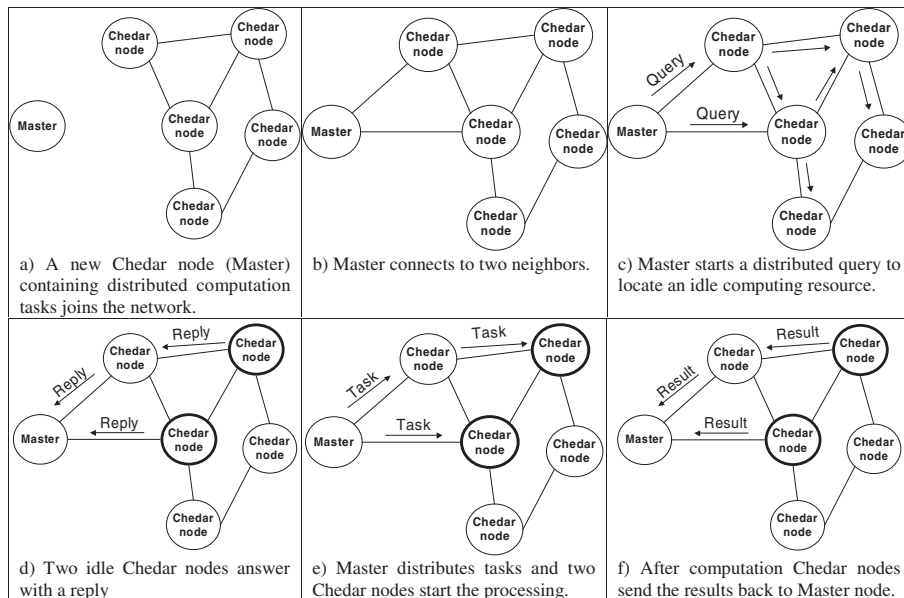 Chedar
node
Chedar
node
Master
Chedar
node
Chedar
node
Chedar
node
a) A new Chedar node (Master)
containing distributed computation
tasks joins the network.
Chedar
node
Chedar
node
Master
Chedar
node
Chedar
node
Chedar
node
b) Master connects to two neighbors.
Chedar
node
Chedar
node
Query
Query
Master
Chedar
node
Chedar
node
Chedar
node
c) Master starts a distributed query to
locate an idle computing resource.
Reply
Chedar
node
Chedar
node
Reply
Reply
Master
Chedar
node
Chedar
node
Chedar
node
d) Two idle Chedar nodes answer
with a reply
Task
Chedar
node
Chedar
node
Task
Task
Master
Chedar
node
Chedar
node
Chedar
node
e) Master distributes tasks and two
Chedar nodes start the processing.
Result
Chedar
node
Chedar
node
Result
Result
Master
Chedar
node
Chedar
node
Chedar
node
f) After computation Chedar nodes
send the results back to Master node.